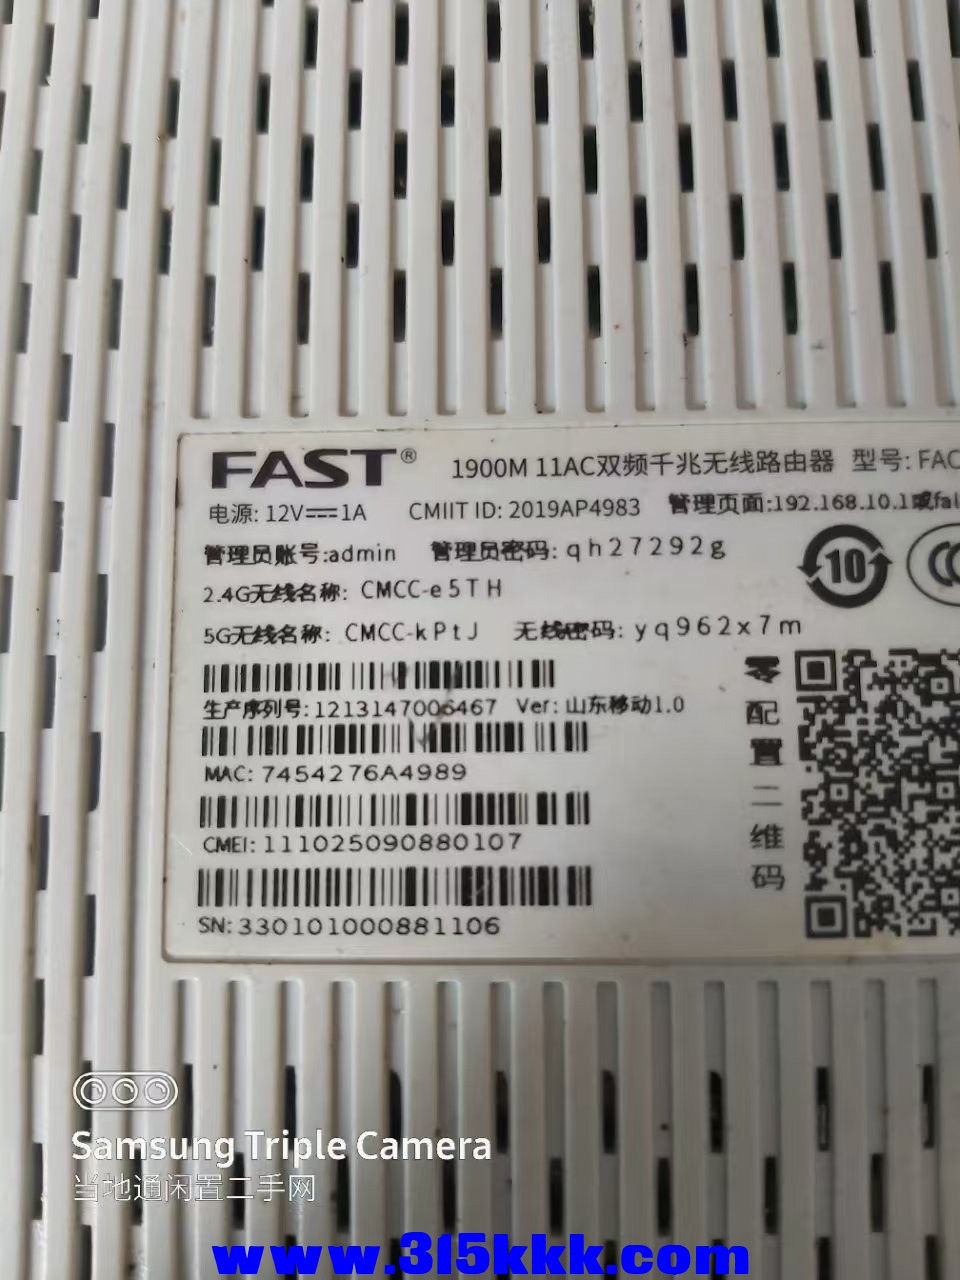 FAST®
1900M 11AC双频千兆无线路由器 型号: FAC
电源: 12V⎓1A CMIIT ID: 2019AP4983 管理页面:192.168.10.1或fal
管理员账号:admin 管理员密码: qh27292g
2.4G无线名称: CMCC-e5TH
5G无线名称: CMCC-kPtJ 无线密码: yq962x7m
生产序列号:1213147006467 Ver: 山东移动1.0
MAC: 7454276A4989
CMEI: 111025090880107
SN: 330101000881106
零配置二维码
10
Samsung Triple Camera
当地通闲置二手网
www.315kkk.com